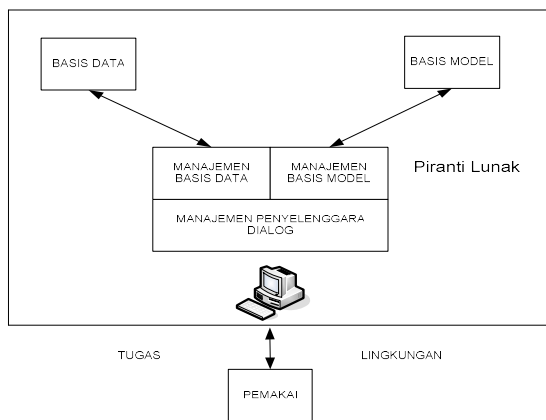 BASIS DATA
BASIS MODEL
MANAJEMEN
BASIS DATA
MANAJEMEN
BASIS MODEL
Piranti Lunak
MANAJEMEN PENYELENGGARA
DIALOG
TUGAS
LINGKUNGAN
PEMAKAI